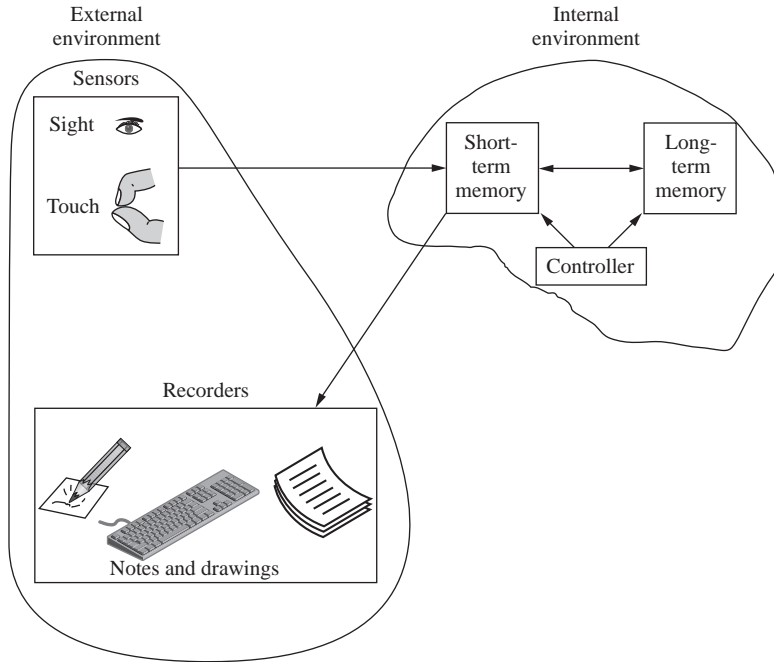 External
environment
Internal
environment
Sensors
Sight
Touch
Short-
term
memory
Long-
term
memory
Controller
Recorders
Notes and drawings